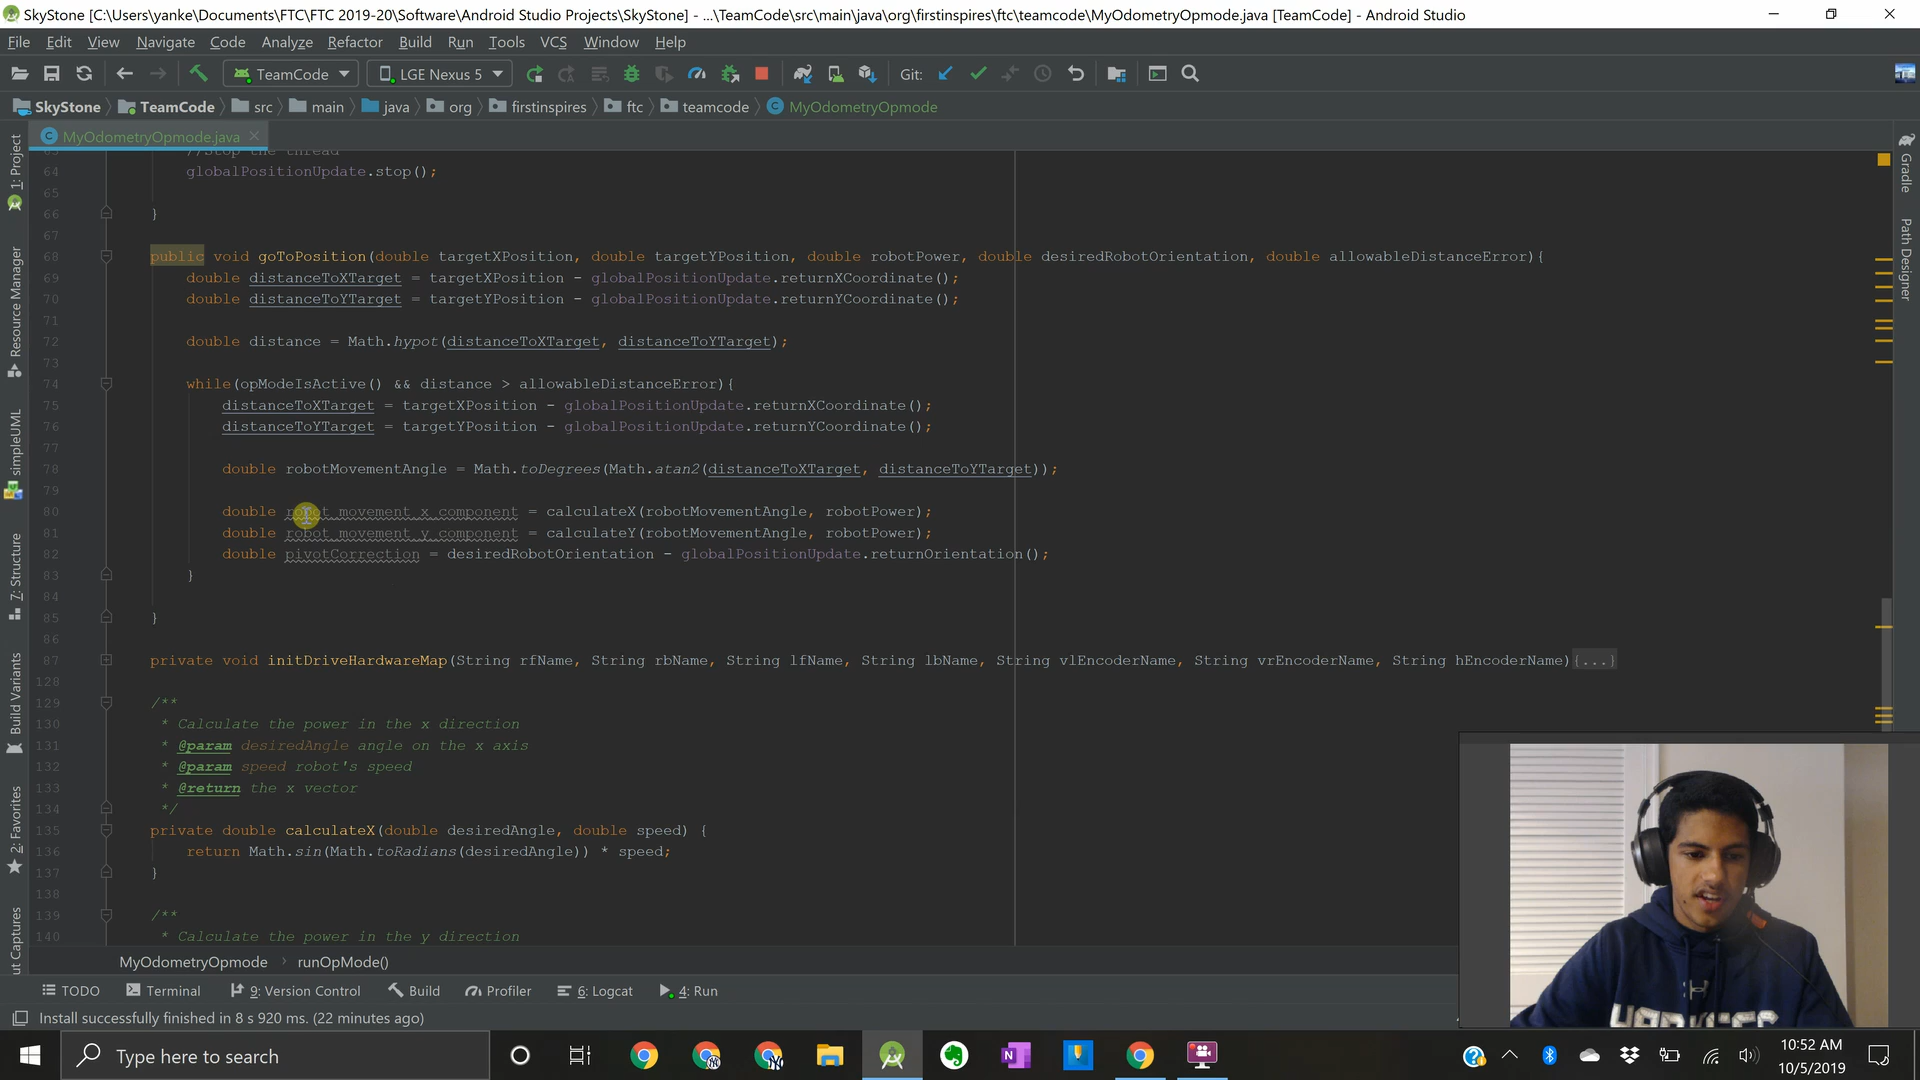 SkyStone [C:\Users\yanke\Documents\FTC\FTC 2019-20\Software\Android Studio Projects\SkyStone] - ...\TeamCode\src\main\java\org\firstinspires\ftc\teamcode\MyOdometryOpmode.java [TeamCode] - Android Studio
File Edit View Navigate Code Analyze Refactor Build Run Tools VCS Window Help
TeamCode LGE Nexus 5 Git:
SkyStone TeamCode src main java org firstinspires ftc teamcode MyOdometryOpmode
MyOdometryOpmode.java
63 //Stop the thread
64 globalPositionUpdate.stop();
65
66 }
67
68 public void goToPosition(double targetXPosition, double targetYPosition, double robotPower, double desiredRobotOrientation, double allowableDistanceError){
69 double distanceToXTarget = targetXPosition - globalPositionUpdate.returnXCoordinate();
70 double distanceToYTarget = targetYPosition - globalPositionUpdate.returnYCoordinate();
71
72 double distance = Math.hypot(distanceToXTarget, distanceToYTarget);
73
74 while(opModeIsActive() && distance > allowableDistanceError){
75 distanceToXTarget = targetXPosition - globalPositionUpdate.returnXCoordinate();
76 distanceToYTarget = targetYPosition - globalPositionUpdate.returnYCoordinate();
77
78 double robotMovementAngle = Math.toDegrees(Math.atan2(distanceToXTarget, distanceToYTarget));
79
80 double robot_movement_x_component = calculateX(robotMovementAngle, robotPower);
81 double robot_movement_y_component = calculateY(robotMovementAngle, robotPower);
82 double pivotCorrection = desiredRobotOrientation - globalPositionUpdate.returnOrientation();
83 }
84
85 }
86
87 private void initDriveHardwareMap(String rfName, String rbName, String lfName, String lbName, String vlEncoderName, String vrEncoderName, String hEncoderName){...}
128
129 /**
130 * Calculate the power in the x direction
131 * @param desiredAngle angle on the x axis
132 * @param speed robot's speed
133 * @return the x vector
134 */
135 private double calculateX(double desiredAngle, double speed) {
136 return Math.sin(Math.toRadians(desiredAngle)) * speed;
137 }
138
139 /**
140 * Calculate the power in the y direction
1: Project
Resource Manager
simpleUML
7: Structure
Build Variants
2: Favorites
ut Captures
Gradle
Path Designer
MyOdometryOpmode runOpMode()
TODO Terminal 9: Version Control Build Profiler 6: Logcat 4: Run
Install successfully finished in 8 s 920 ms. (22 minutes ago)
Type here to search
10:52 AM
10/5/2019